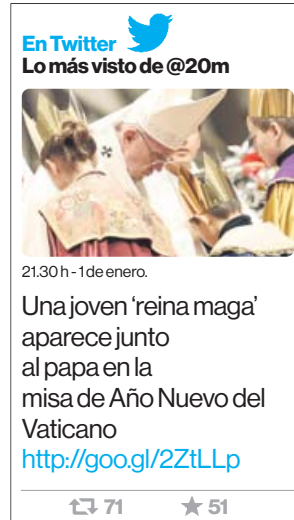 En Twitter
Lo más visto de @20m
21.30 h - 1 de enero.
Una joven ‘reina maga’
aparece junto
al papa en la
misa de Año Nuevo del
Vaticano
http://goo.gl/2ZtLLp
71 51